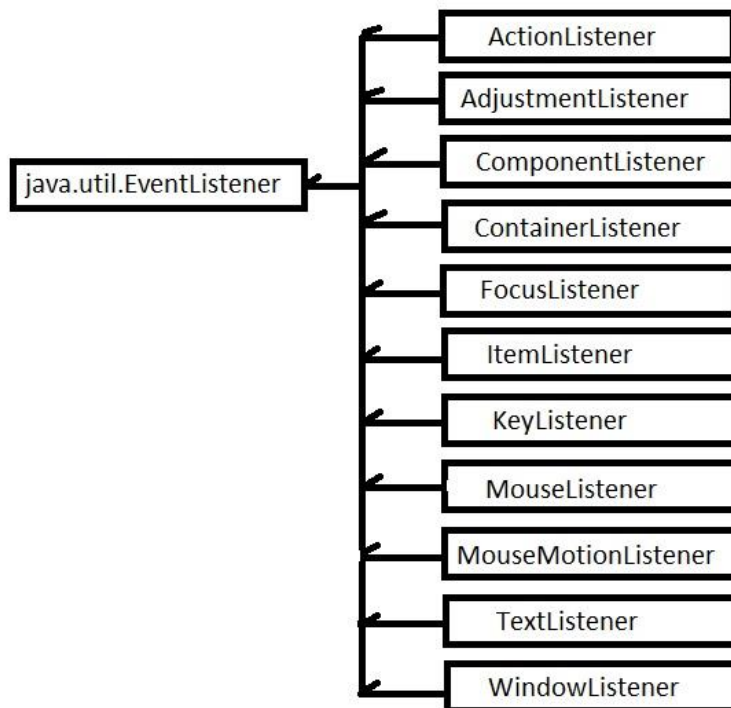 ActionListener
AdjustmentListener
ComponentListener
java.util.EventListener
ContainerListener
FocusListener
ItemListener
KeyListener
MouseListener
MouseMotionListener
TextListener
WindowListener